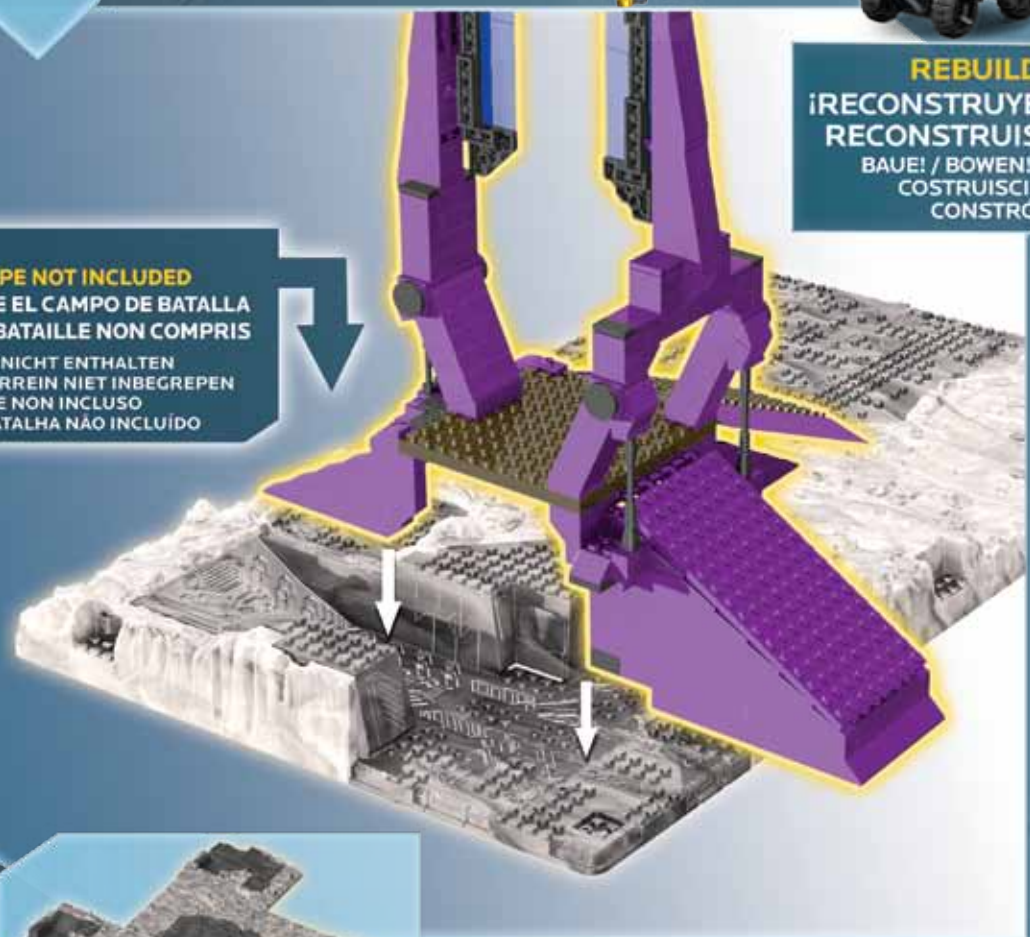 REBUILD
¡RECONSTRUYE
RECONSTRUIS
BAUE! / BOWEN!
COSTRUISCI
CONSTRO
PE NOT INCLUDED
E EL CAMPO DE BATALLA
BATAILLE NON COMPRIS
NICHT ENTHALTEN
RREIN NIET INBEGREPEN
E NON INCLUSO
ATALHA NÃO INCLUÍDO